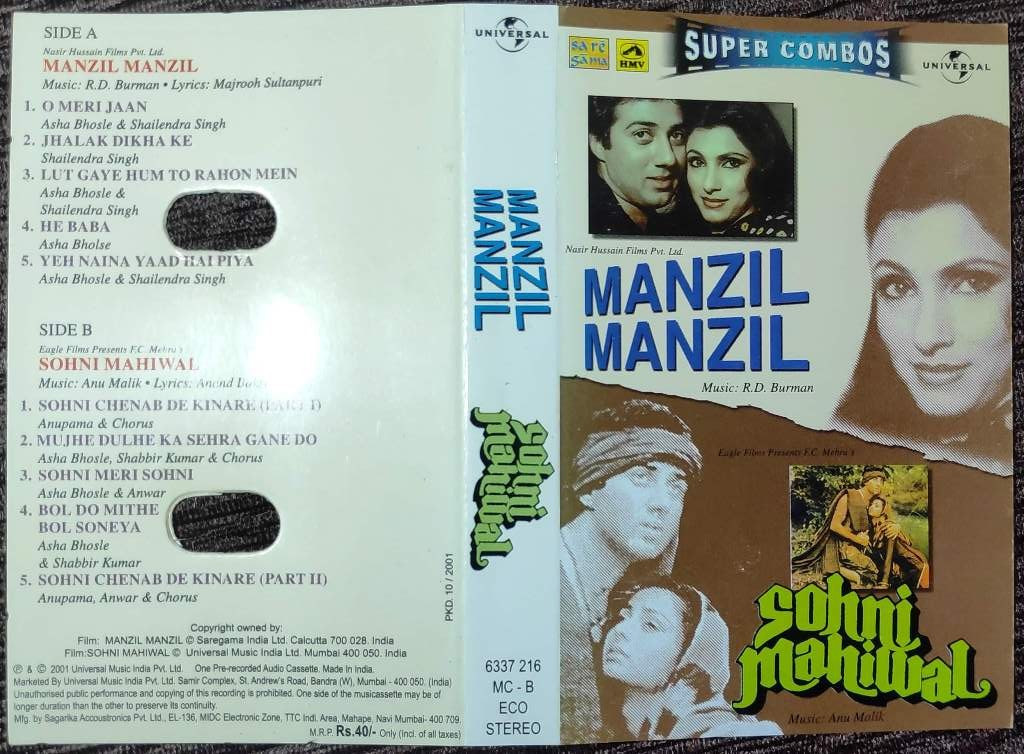 SIDE A
Nasir Hussain Films Pvt. Ltd.
MANZIL MANZIL
Music: R.D. Burman • Lyrics: Majrooh Sultanpuri
1. O MERI JAAN
Asha Bhosle & Shailendra Singh
2. JHALAK DIKHA KE
Shailendra Singh
3. LUT GAYE HUM TO RAHON MEIN
Asha Bhosle &
Shailendra Singh
4. HE BABA
Asha Bholse
5. YEH NAINA YAAD HAI PIYA
Asha Bhosle & Shailendra Singh
SIDE B
Eagle Films Presents F.C. Mehra's
SOHNI MAHIWAL
Music: Anu Malik • Lyrics: Anand
1. SOHNI CHENAB DE KINARE (PART I)
Anupama & Chorus
2. MUJHE DULHE KA SEHRA GANE DO
Asha Bhosle, Shabbir Kumar & Chorus
3. SOHNI MERI SOHNI
Asha Bhosle & Anwar
4. BOL DO MITHE
BOL SONEYA
Asha Bhosle
& Shabbir Kumar
5. SOHNI CHENAB DE KINARE (PART II)
Anupama, Anwar & Chorus
Copyright owned by:
Film: MANZIL MANZIL © Saregama India Ltd. Calcutta 700 028. India
Film:SOHNI MAHIWAL © Universal Music India Ltd. Mumbai 400 050. India
℗ & © 2001 Universal Music India Pvt. Ltd. One Pre-recorded Audio Cassette. Made In India.
Marketed By Universal Music India Pvt. Ltd. Samir Complex, St. Andrew's Road, Bandra (W), Mumbai - 400 050. (India)
Unauthorised public performance and copying of this recording is prohibited. One side of the musicassette may be of
longer duration than the other to preserve its continuity.
Mfg. by Sagarika Accoustronics Pvt. Ltd., EL-136, MIDC Electronic Zone, TTC Indl. Area, Mahape, Navi Mumbai- 400 709.
M.R.P. Rs.40/- Only (incl. of all taxes)
PKD. 10 / 2001
UNIVERSAL
MANZIL
MANZIL
Sohni
Mahiwal
6337 216
MC - B
ECO
STEREO
sa re
gama
HMV
SUPER COMBOS
UNIVERSAL
Nasir Hussain Films Pvt. Ltd.
MANZIL
MANZIL
Music: R.D. Burman
Eagle Films Presents F.C. Mehra's
Sohni
Mahiwal
Music: Anu Malik